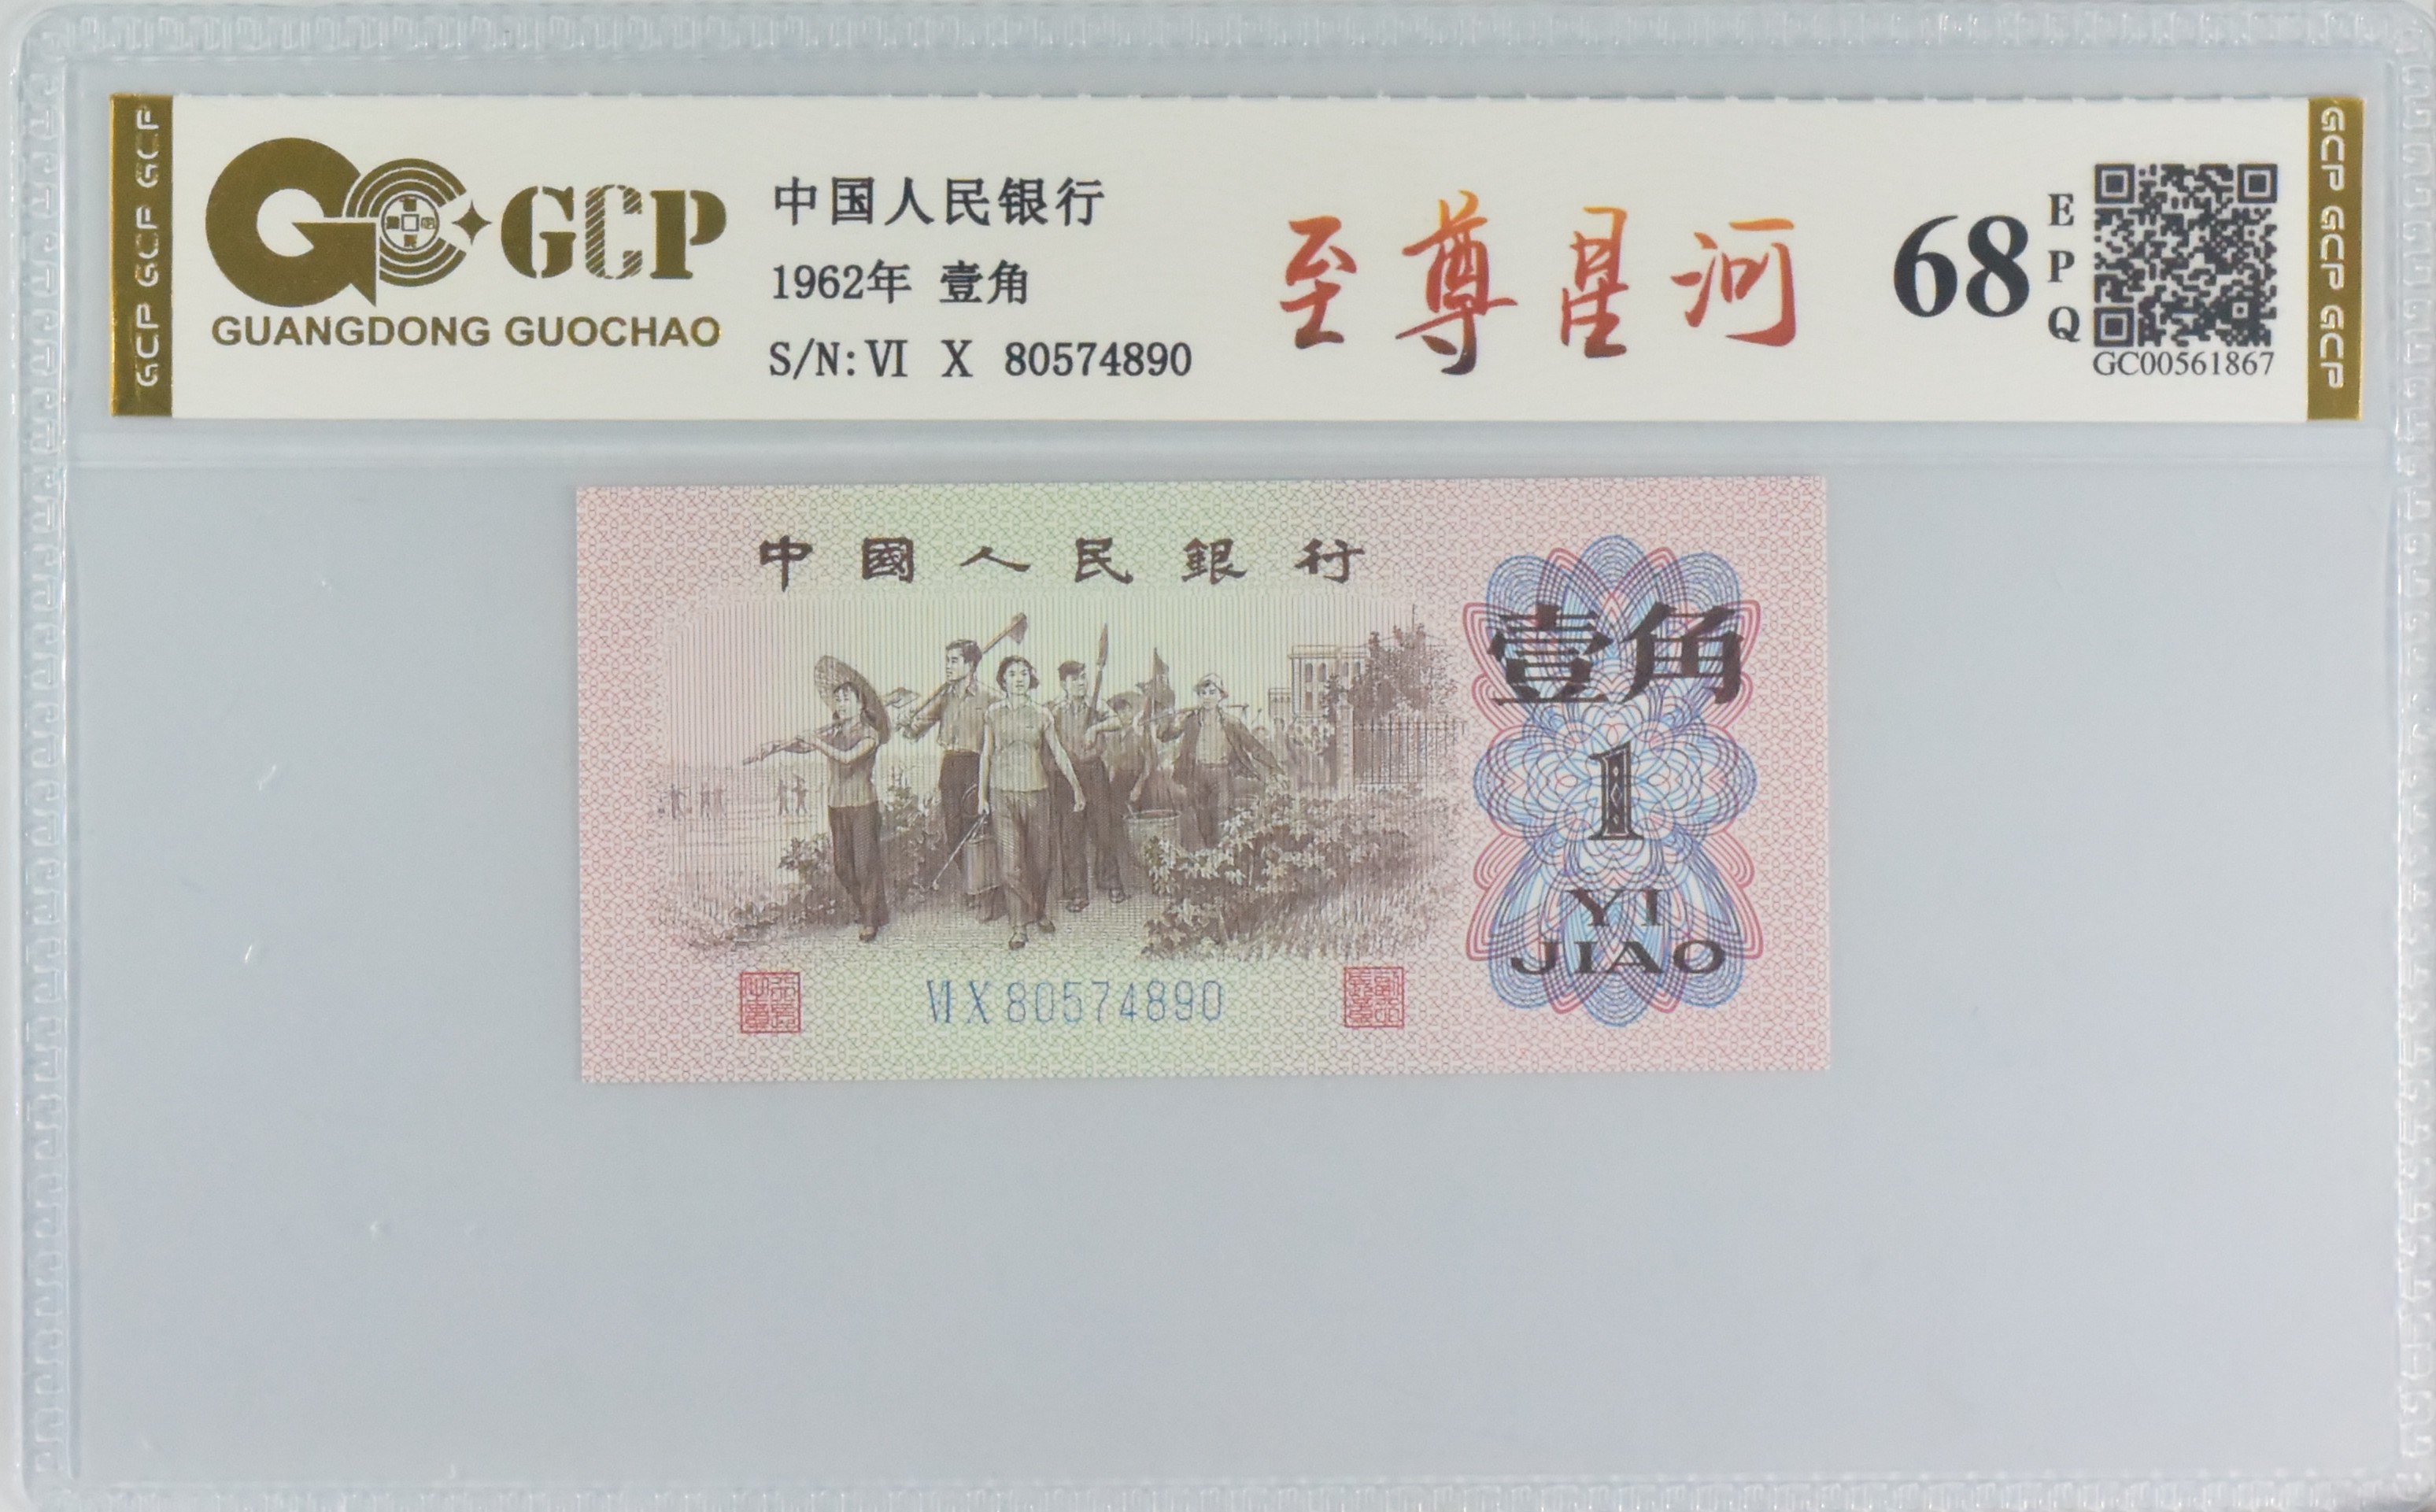 GCP GCP GCP
GCP
GUANGDONG GUOCHAO
中国人民银行
1962年 壹角
S/N: VI X 80574890
至尊星河
68
EPQ
GC00561867
GCP GCP GCP
中國人民銀行
壹角
1
YI
JIAO
VI X 80574890